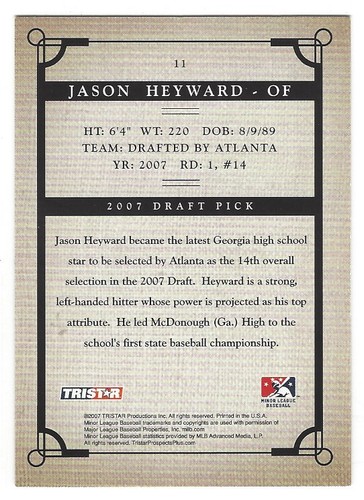 11
JASON HEYWARD - OF
HT: 6'4" WT: 220 DOB: 8/9/89
TEAM: DRAFTED BY ATLANTA
YR: 2007 RD: 1, #14
2007 DRAFT PICK
Jason Heyward became the latest Georgia high school
star to be selected by Atlanta as the 14th overall
selection in the 2007 Draft. Heyward is a strong,
left-handed hitter whose power is projected as his top
attribute. He led McDonough (Ga.) High to the
school's first state baseball championship.
TRISTAR
MINOR LEAGUE
BASEBALL
©2007 TRISTAR Productions Inc. All rights reserved. Printed in the U.S.A.
Minor League Baseball trademarks and copyrights are used with permission of
Major League Baseball Properties, Inc. milb.com
Minor League Baseball statistics provided by MLB Advanced Media, L.P.
All rights reserved. TristarProspectsPlus.com